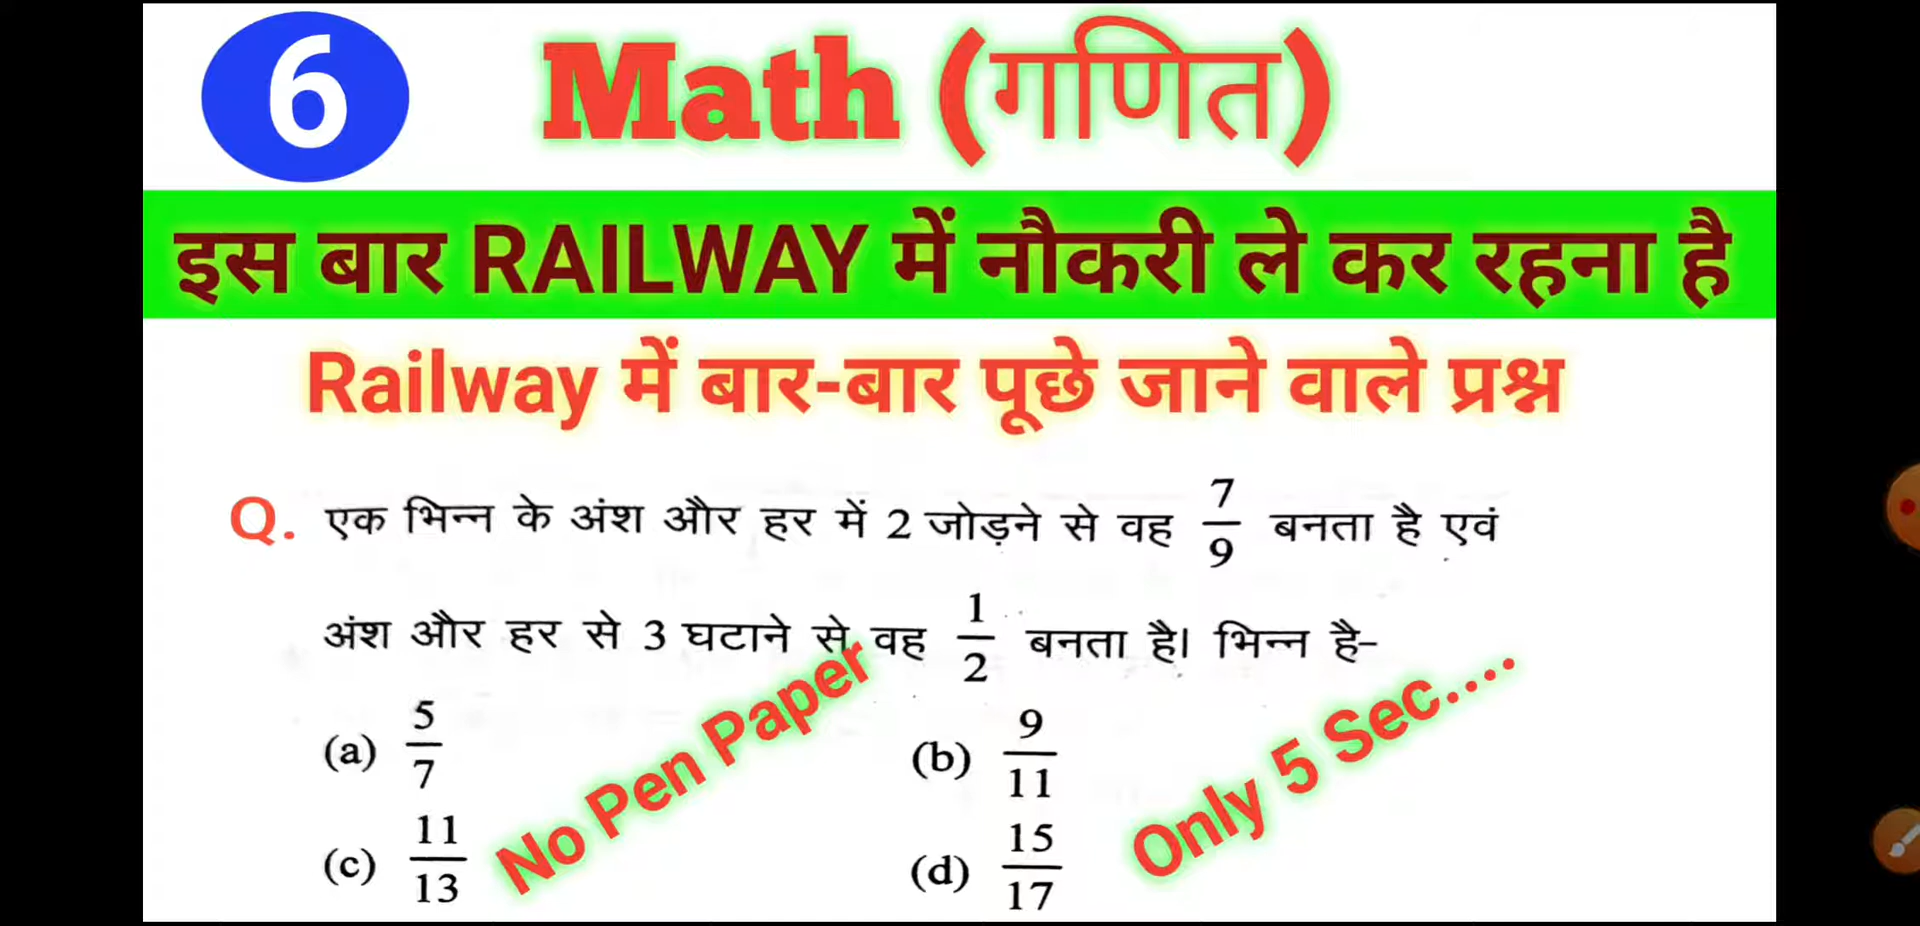 6 Math (गणित)
इस बार RAILWAY में नौकरी ले कर रहना है
Railway में बार-बार पूछे जाने वाले प्रश्न
Q. एक भिन्न के अंश और हर में 2 जोड़ने से वह 7/9 बनता है एवं
अंश और हर से 3 घटाने से वह 1/2 बनता है। भिन्न है-
(a) 5/7 (b) 9/11
(c) 11/13 (d) 15/17
No Pen Paper
Only 5 Sec....